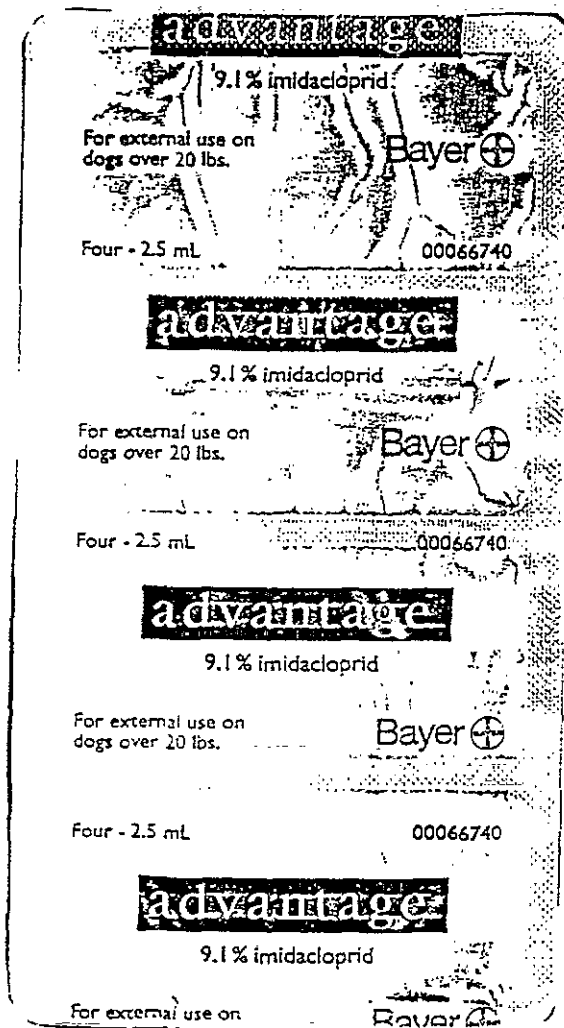 advantage
9.1% imidacloprid
For external use on
dogs over 20 lbs.
Bayer
Four - 2.5 mL 00066740
advantage
9.1% imidacloprid
For external use on
dogs over 20 lbs.
Bayer
Four - 2.5 mL 00066740
advantage
9.1% imidacloprid
For external use on
dogs over 20 lbs.
Bayer
Four - 2.5 mL 00066740
advantage
9.1% imidacloprid
For external use on
Bayer